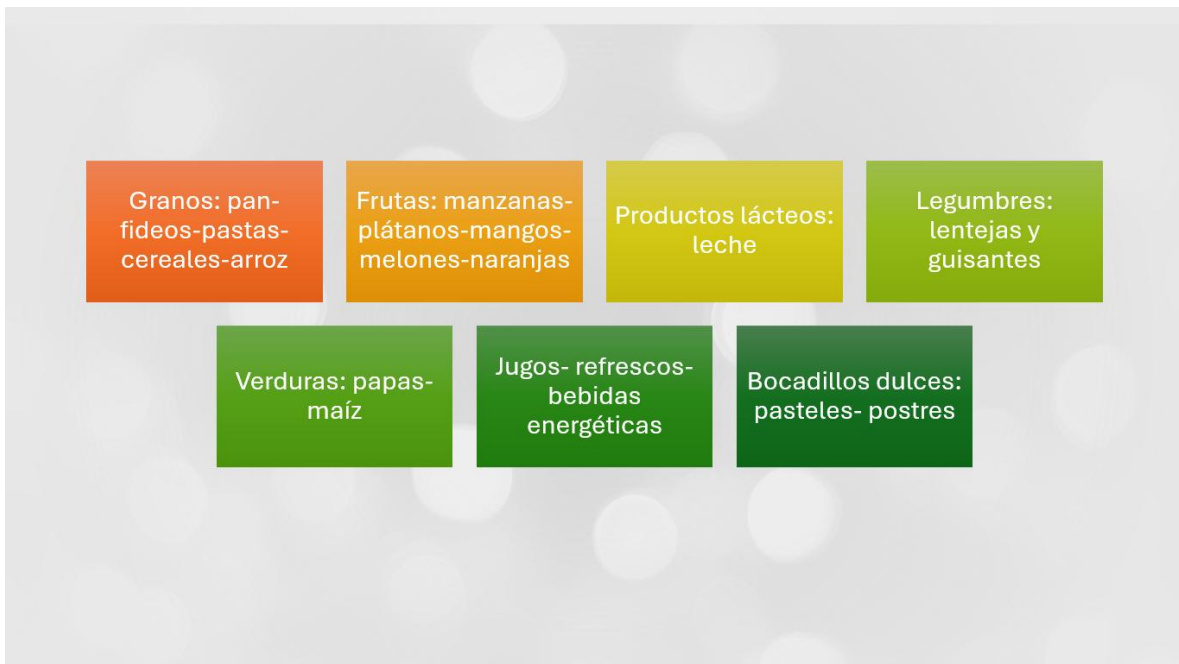 Granos: pan-
fideos-pastas-
cereales-arroz
Frutas: manzanas-
plátanos-mangos-
melones-naranjas
Productos lácteos:
leche
Legumbres:
lentejas y
guisantes
Verduras: papas-
maíz
Jugos- refrescos-
bebidas
energéticas
Bocadillos dulces:
pasteles- postres